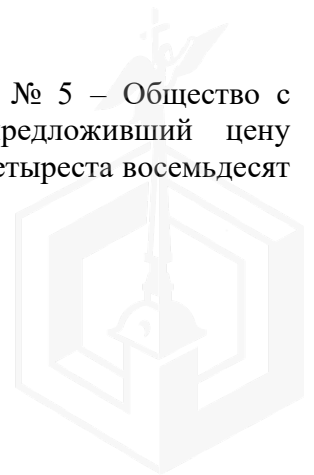 № 5 – Общество с
редложивший цену
етыреста восемьдесят